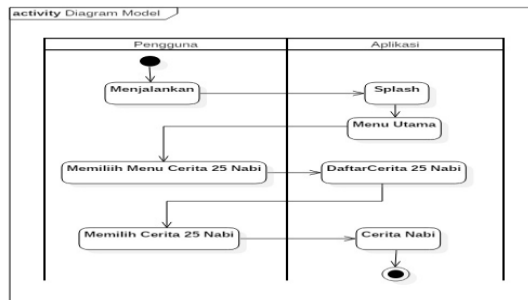 activity Diagram Model
Pengguna
Aplikasi
Menjalankan
Splash
Menu Utama
Memiliih Menu Cerita 25 Nabi
DaftarCerita 25 Nabi
Memilih Cerita 25 Nabi
Cerita Nabi